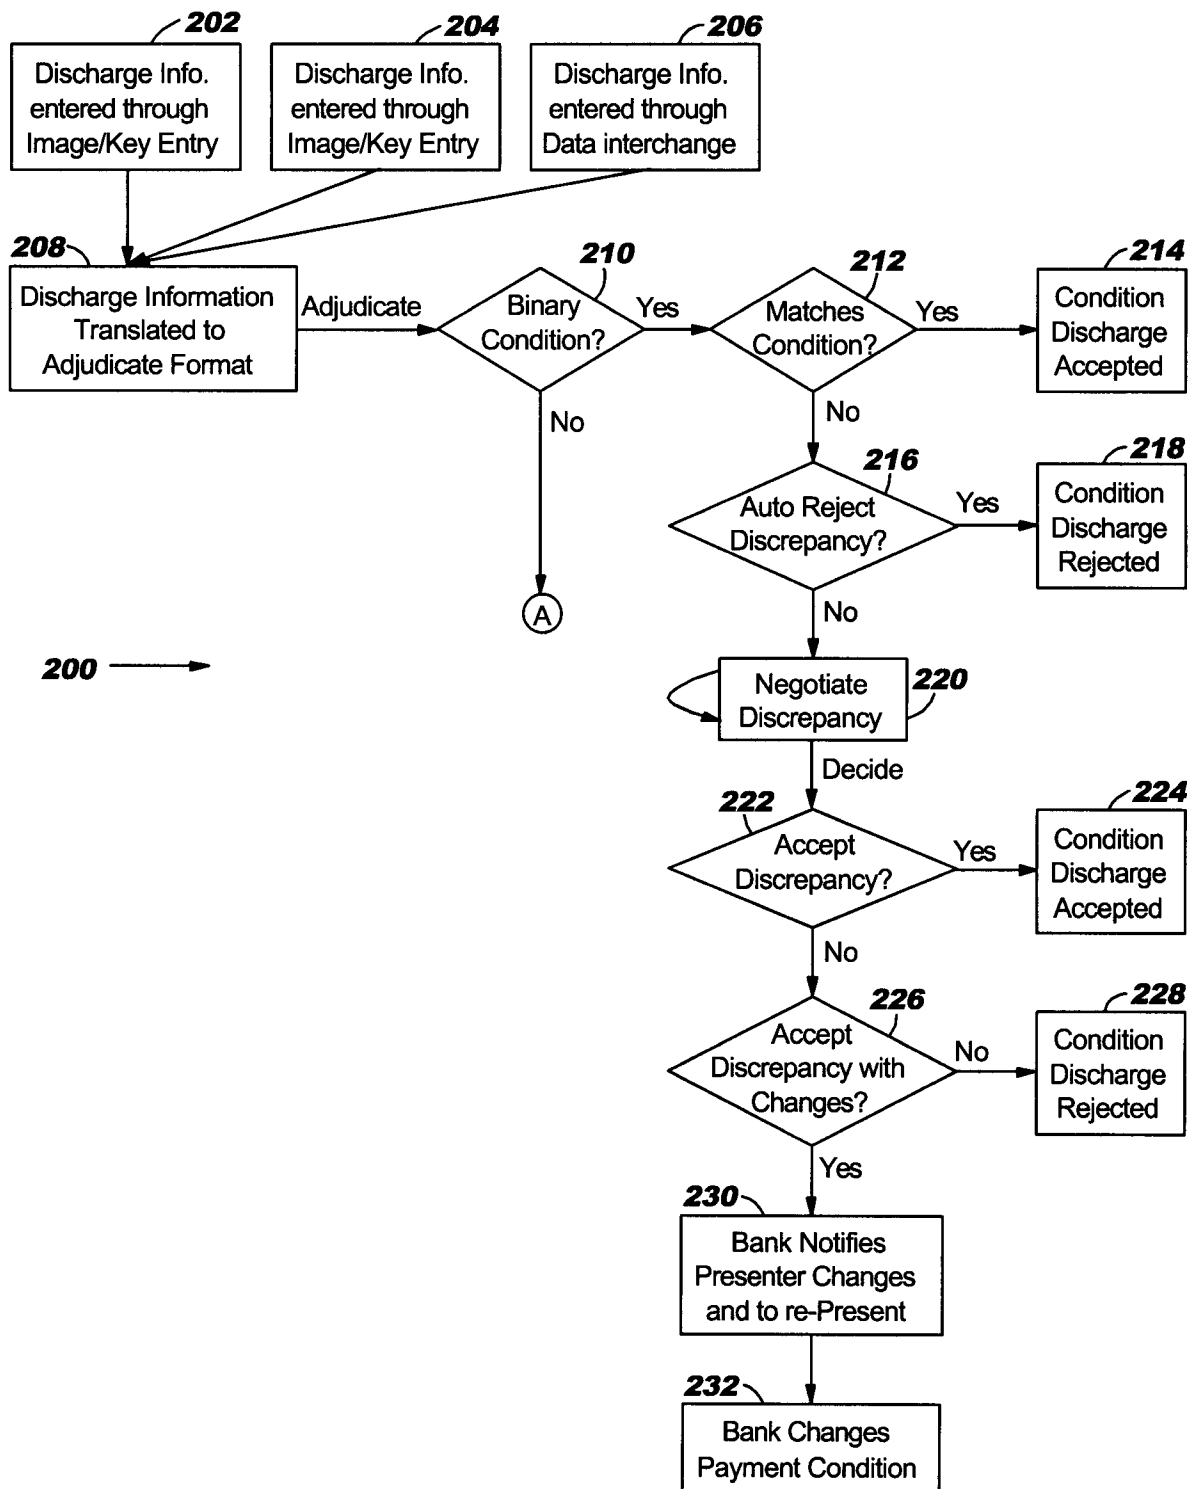 202
204
206
Discharge Info.
entered through
Image/Key Entry
Discharge Info.
entered through
Image/Key Entry
Discharge Info.
entered through
Data interchange
208
Discharge Information
Translated to
Adjudicate Format
Adjudicate
210
Binary
Condition?
Yes
No
A
212
Matches
Condition?
Yes
No
214
Condition
Discharge
Accepted
216
Auto Reject
Discrepancy?
Yes
No
218
Condition
Discharge
Rejected
200
Negotiate
Discrepancy
220
Decide
222
Accept
Discrepancy?
Yes
No
224
Condition
Discharge
Accepted
226
Accept
Discrepancy with
Changes?
No
Yes
228
Condition
Discharge
Rejected
230
Bank Notifies
Presenter Changes
and to re-Present
232
Bank Changes
Payment Condition